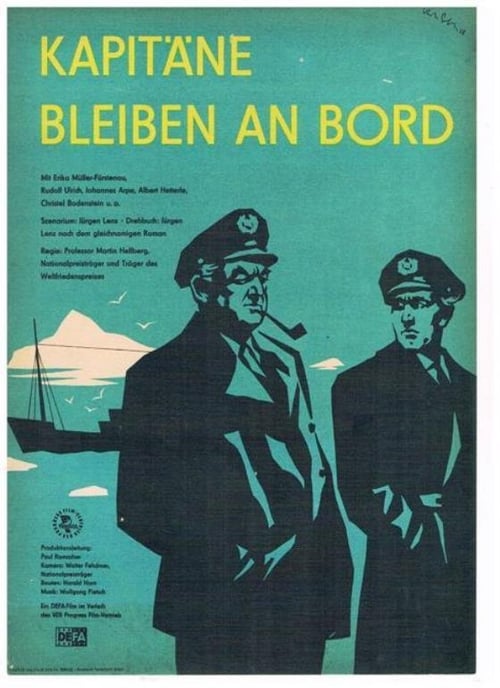 KAPITÄNE
BLEIBEN AN BORD
Mit Erika Müller-Fürstenau,
Rudolf Ulrich, Johannes Arpe, Albert Hetterle,
Christel Bodenstein u. a.
Szenarium: Jürgen Lenz - Drehbuch: Jürgen
Lenz nach dem gleichnamigen Roman
Regie: Professor Martin Hellberg,
Nationalpreisträger und Träger des
Weltfriedenspreises
Produktionsleitung:
Paul Ramacher
Kamera: Walter Fehdmer,
Nationalpreisträger
Bauten: Harald Horn
Musik: Wolfgang Pietsch
Ein DEFA-Film im Verleih
des VEB Progress Film-Vertrieb
DEFA